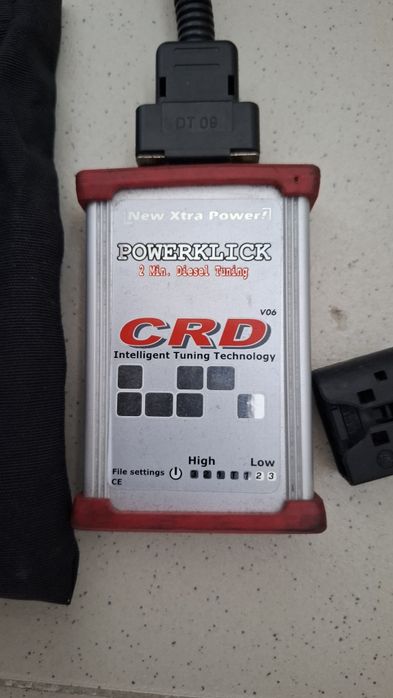 DT 09
[New Xtra Power!]
POWERKLICK
2 Min. Diesel Tuning
V06
CRD
Intelligent Tuning Technology
High Low
File settings 2 3
CE